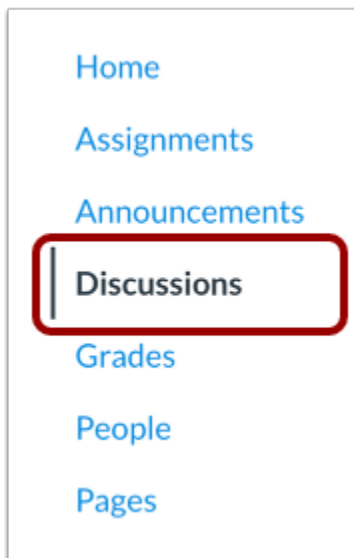 Home
Assignments
Announcements
Discussions
Grades
People
Pages